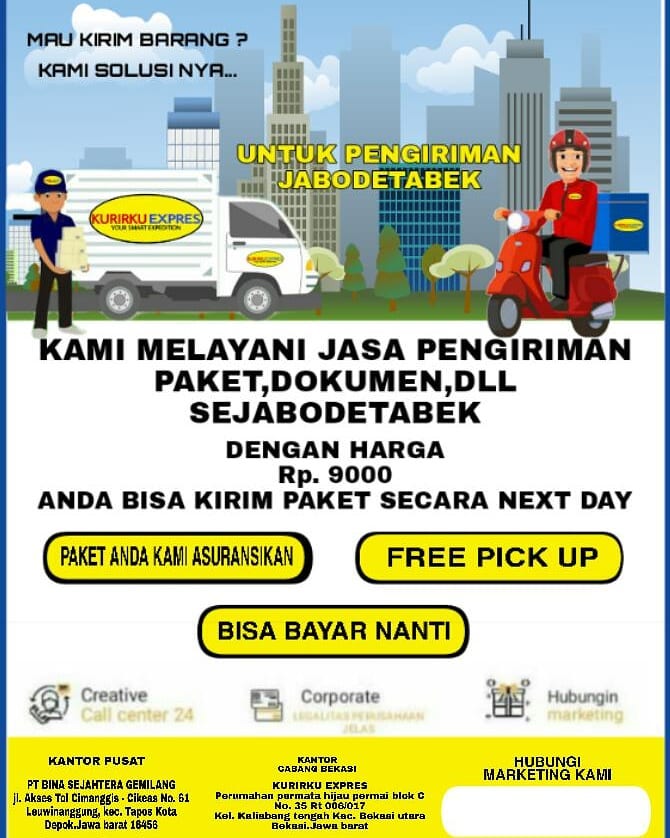 MAU KIRIM BARANG ?
KAMI SOLUSI NYA...
UNTUK PENGIRIMAN
JABODETABEK
KURIRKU EXPRES
YOUR SMART EXPEDITION
KURIRKU EXPRES
KAMI MELAYANI JASA PENGIRIMAN
PAKET,DOKUMEN,DLL
SEJABODETABEK
DENGAN HARGA
Rp. 9000
ANDA BISA KIRIM PAKET SECARA NEXT DAY
PAKET ANDA KAMI ASURANSIKAN
FREE PICK UP
BISA BAYAR NANTI
Creative
Call center 24
Corporate
LEGALITAS PERUSAHAAN
JELAS
Hubungin
marketing
KANTOR PUSAT
PT BINA SEJAHTERA GEMILANG
jl. Akses Tol Cimanggis - Cikeas No. 61
Leuwinanggung, kec. Tapos Kota
Depok.Jawa barat 16456
KANTOR
CABANG BEKASI
KURIRKU EXPRES
Perumahan permata hijau permai blok C
No. 35 Rt 006/017
Kel. Kaliabang tengah Kec. Bekasi utara
Bekasi.Jawa barat
HUBUNGI
MARKETING KAMI